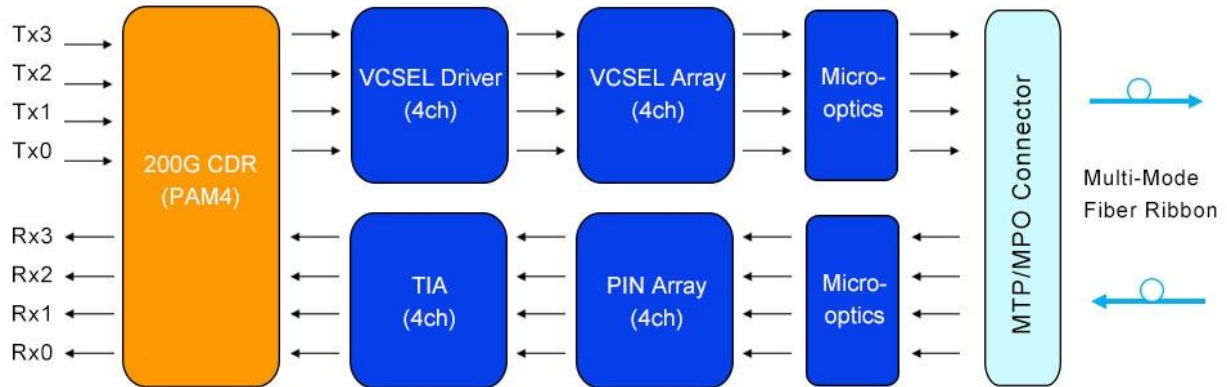 Tx3
Tx2
Tx1
Tx0
200G CDR
(PAM4)
VCSEL Driver
(4ch)
VCSEL Array
(4ch)
Micro-
optics
MTP/MPO Connector
Multi-Mode
Fiber Ribbon
Rx3
Rx2
Rx1
Rx0
TIA
(4ch)
PIN Array
(4ch)
Micro-
optics